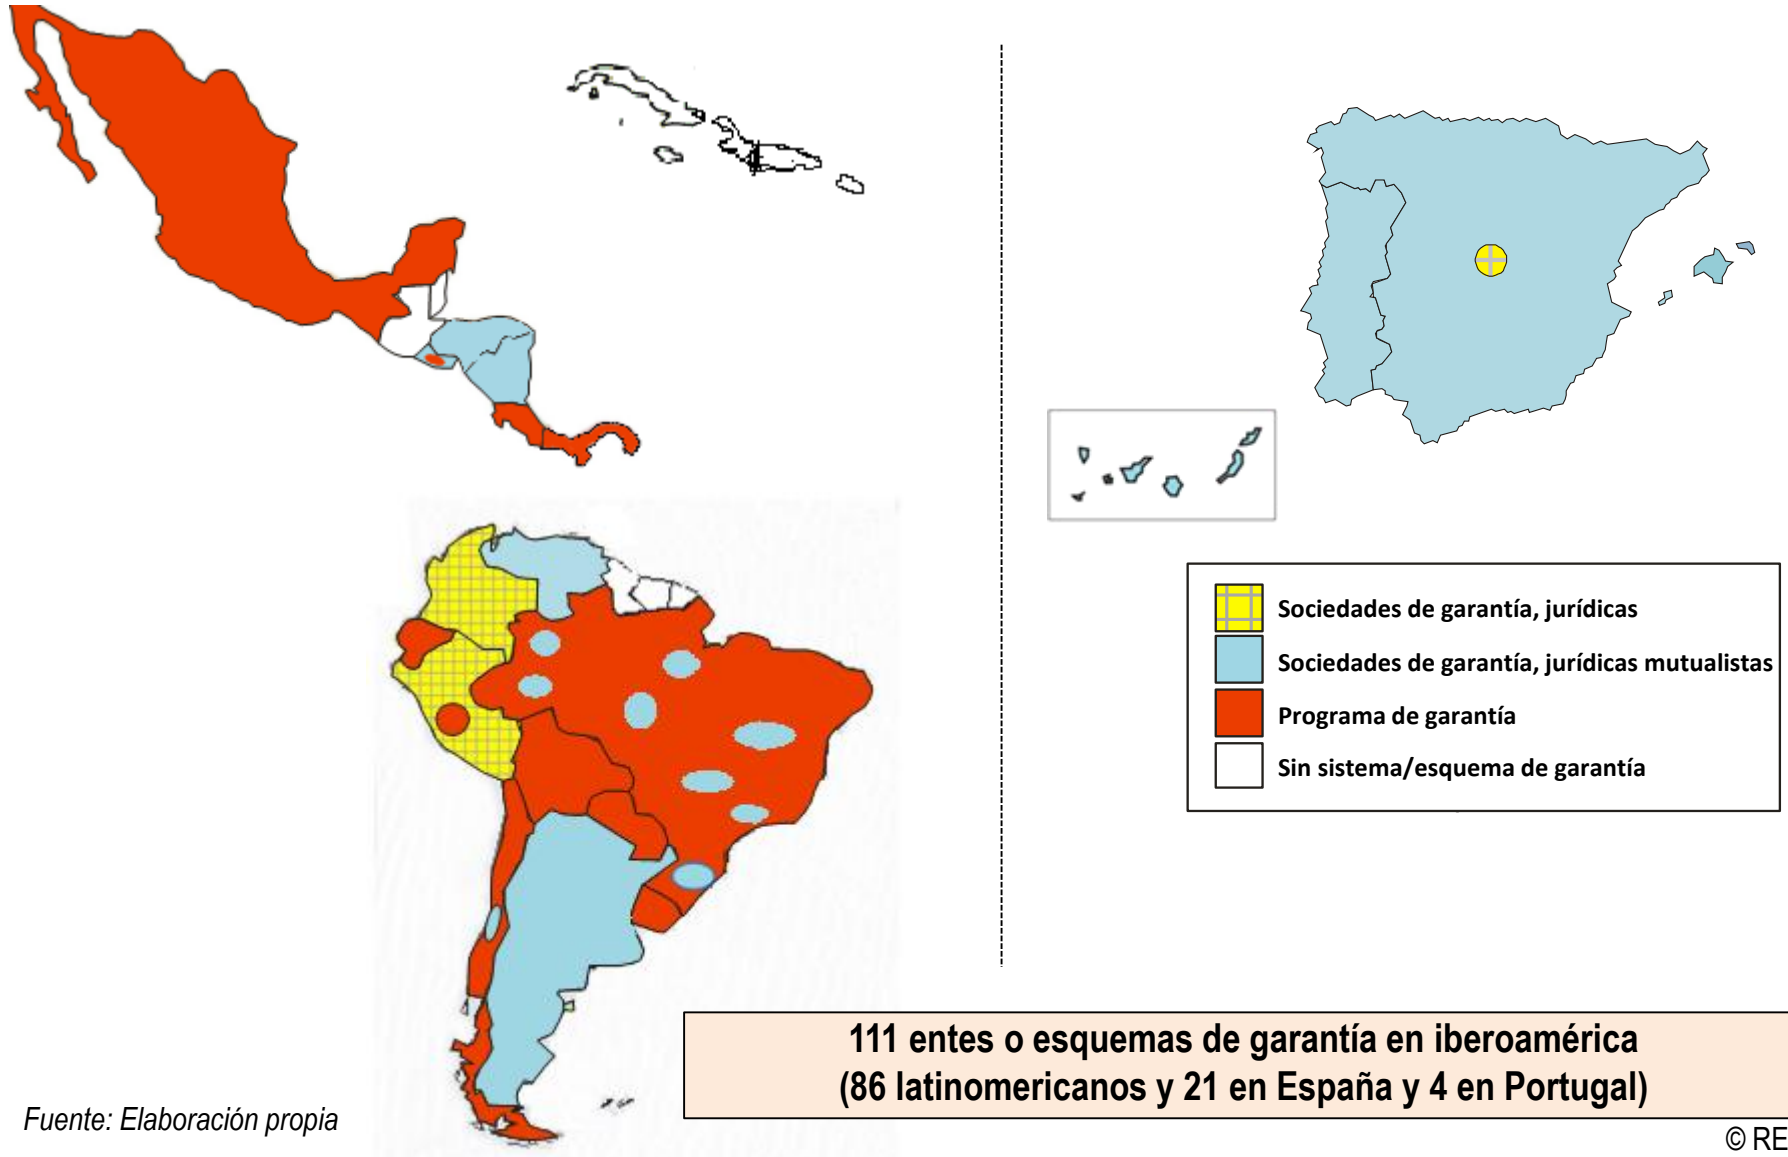 Sociedades de garantía, jurídicas
Sociedades de garantía, jurídicas mutualistas
Programa de garantía
Sin sistema/esquema de garantía
111 entes o esquemas de garantía en iberoamérica
(86 latinomericanos y 21 en España y 4 en Portugal)
Fuente: Elaboración propia
© RE